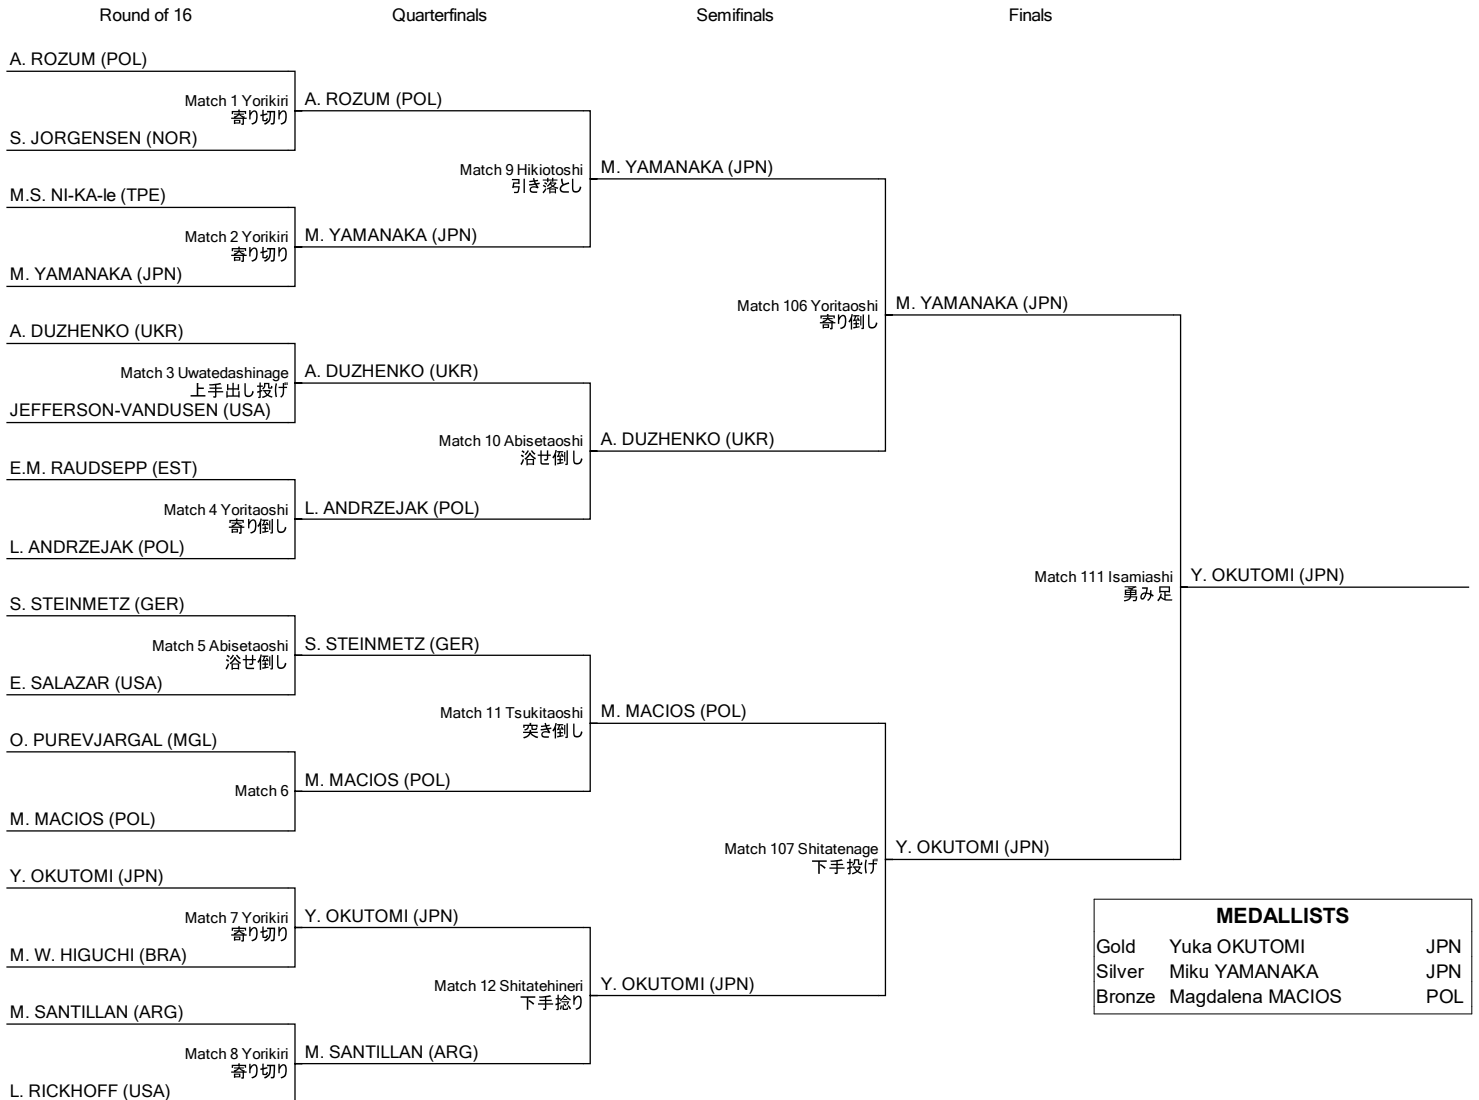 Round of 16 Quarterfinals Semifinals Finals
A. ROZUM (POL)
Match 1 Yorikiri
寄り切り
S. JORGENSEN (NOR)
A. ROZUM (POL)
M.S. NI-KA-le (TPE)
Match 2 Yorikiri
寄り切り
M. YAMANAKA (JPN)
M. YAMANAKA (JPN)
Match 9 Hikiotoshi
引き落とし
M. YAMANAKA (JPN)
A. DUZHENKO (UKR)
Match 3 Uwatedashinage
上手出し投げ
JEFFERSON-VANDUSEN (USA)
A. DUZHENKO (UKR)
E.M. RAUDSEPP (EST)
Match 4 Yoritaoshi
寄り倒し
L. ANDRZEJAK (POL)
L. ANDRZEJAK (POL)
Match 10 Abisetaoshi
浴せ倒し
A. DUZHENKO (UKR)
Match 106 Yoritaoshi
寄り倒し
M. YAMANAKA (JPN)
S. STEINMETZ (GER)
Match 5 Abisetaoshi
浴せ倒し
E. SALAZAR (USA)
S. STEINMETZ (GER)
O. PUREVJARGAL (MGL)
Match 6
M. MACIOS (POL)
M. MACIOS (POL)
Match 11 Tsukitaoshi
突き倒し
M. MACIOS (POL)
Y. OKUTOMI (JPN)
Match 7 Yorikiri
寄り切り
M. W. HIGUCHI (BRA)
Y. OKUTOMI (JPN)
M. SANTILLAN (ARG)
Match 8 Yorikiri
寄り切り
L. RICKHOFF (USA)
M. SANTILLAN (ARG)
Match 12 Shitatehineri
下手捻り
Y. OKUTOMI (JPN)
Match 107 Shitatenage
下手投げ
Y. OKUTOMI (JPN)
Match 111 Isamiashi
勇み足
Y. OKUTOMI (JPN)
MEDALLISTS
Gold Yuka OKUTOMI JPN
Silver Miku YAMANAKA JPN
Bronze Magdalena MACIOS POL